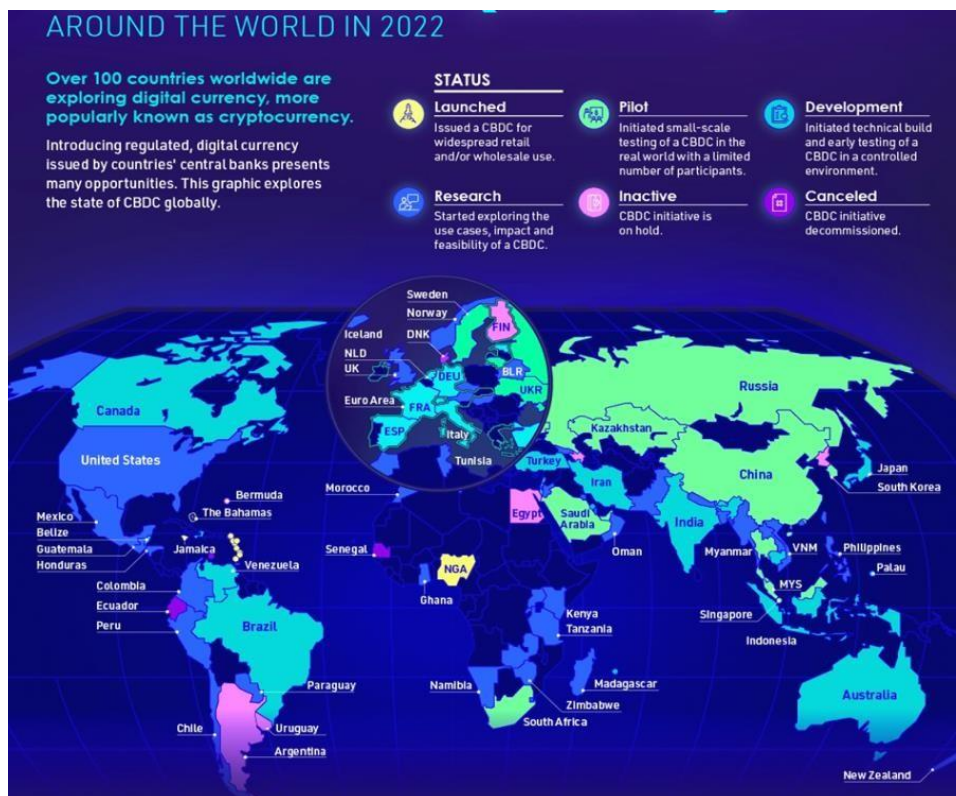 AROUND THE WORLD IN 2022
Over 100 countries worldwide are
exploring digital currency, more
popularly known as cryptocurrency.
Introducing regulated, digital currency
issued by countries' central banks presents
many opportunities. This graphic explores
the state of CBDC globally.
STATUS
Launched
Issued a CBDC for
widespread retail
and/or wholesale use.
Pilot
Initiated small-scale
testing of a CBDC in the
real world with a limited
number of participants.
Development
Initiated technical build
and early testing of a
CBDC in a controlled
environment.
Research
Started exploring the
use cases, impact and
feasibility of a CBDC.
Inactive
CBDC initiative is
on hold.
Canceled
CBDC initiative
decommissioned.
Sweden
Norway
FIN
Iceland
DNK
NLD
UK
DEU
BLR
UKR
Euro Area
FRA
ESP
Italy
Tunisia
Canada
United States
Russia
Kazakhstan
China
Japan
South Korea
Turkey
Iran
Morocco
Bermuda
The Bahamas
Mexico
Belize
Guatemala
Honduras
Jamaica
Venezuela
Egypt
Saudi
Arabia
Oman
India
Myanmar
VNM
Philippines
Palau
Senegal
NGA
Ghana
MYS
Singapore
Indonesia
Colombia
Ecuador
Peru
Brazil
Kenya
Tanzania
Paraguay
Namibia
Madagascar
Zimbabwe
South Africa
Australia
Chile
Uruguay
Argentina
New Zealand